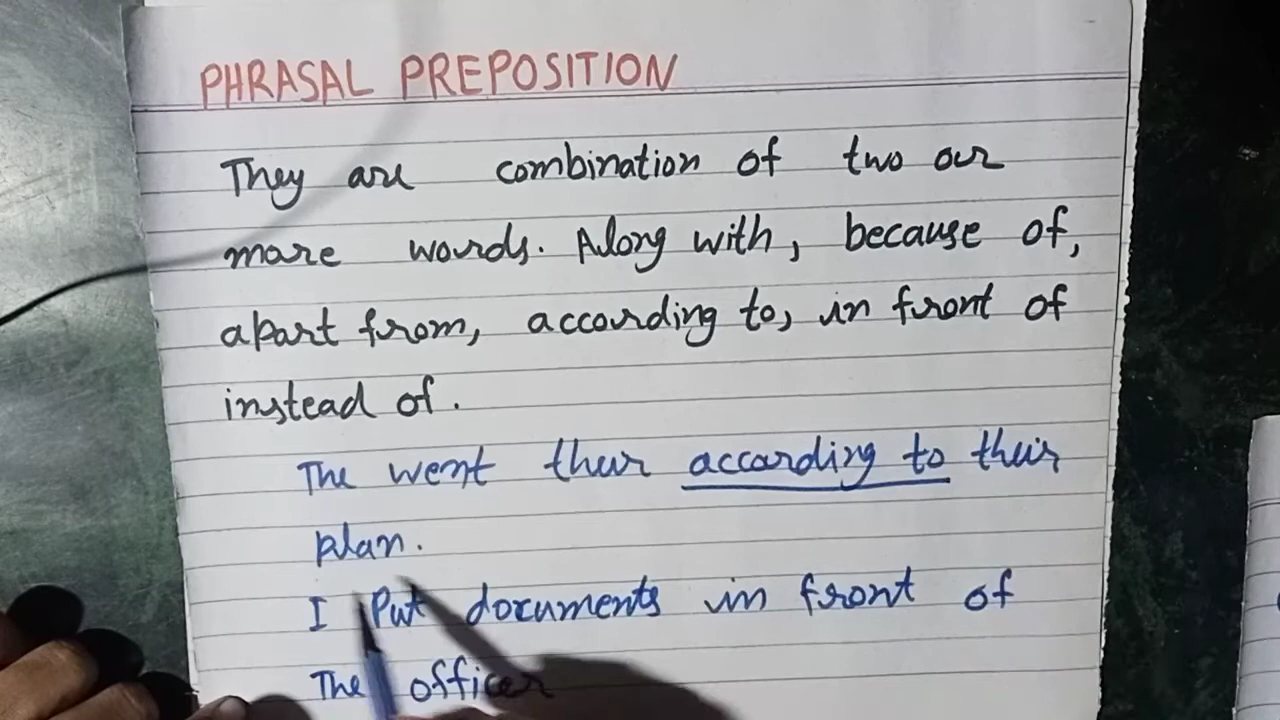 PHRASAL PREPOSITION
They are combination of two our
more words. Along with, because of,
apart from, according to, in front of
instead of.
The went their according to their
plan.
I Put documents in front of
The officer